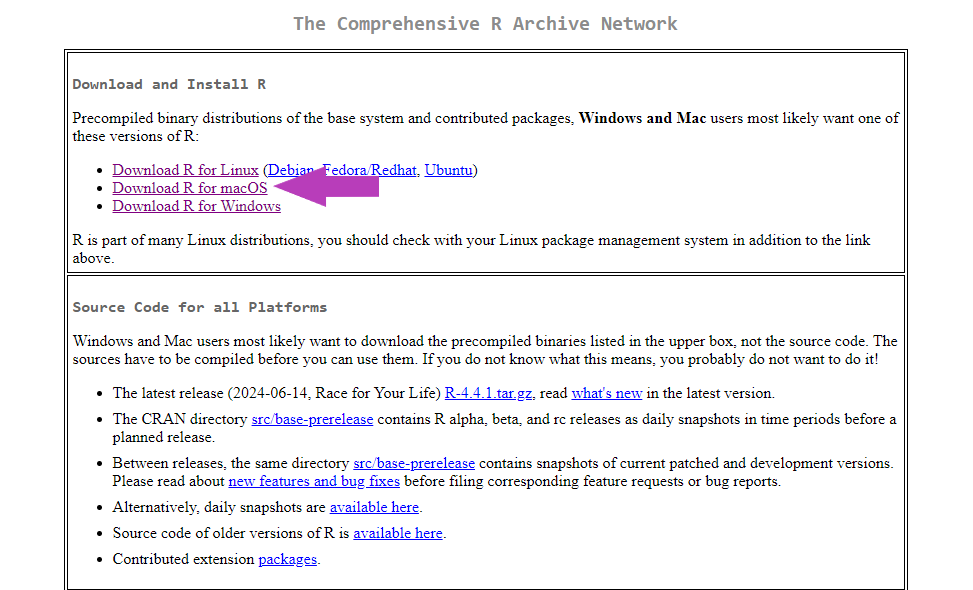 The Comprehensive R Archive Network
Download and Install R
Precompiled binary distributions of the base system and contributed packages, Windows and Mac users most likely want one of
these versions of R:
Download R for Linux (Debian, Fedora/Redhat, Ubuntu)
Download R for macOS
Download R for Windows
R is part of many Linux distributions, you should check with your Linux package management system in addition to the link
above.
Source Code for all Platforms
Windows and Mac users most likely want to download the precompiled binaries listed in the upper box, not the source code. The
sources have to be compiled before you can use them. If you do not know what this means, you probably do not want to do it!
The latest release (2024-06-14, Race for Your Life) R-4.4.1.tar.gz, read what's new in the latest version.
The CRAN directory src/base-prerelease contains R alpha, beta, and rc releases as daily snapshots in time periods before a
planned release.
Between releases, the same directory src/base-prerelease contains snapshots of current patched and development versions.
Please read about new features and bug fixes before filing corresponding feature requests or bug reports.
Alternatively, daily snapshots are available here.
Source code of older versions of R is available here.
Contributed extension packages.